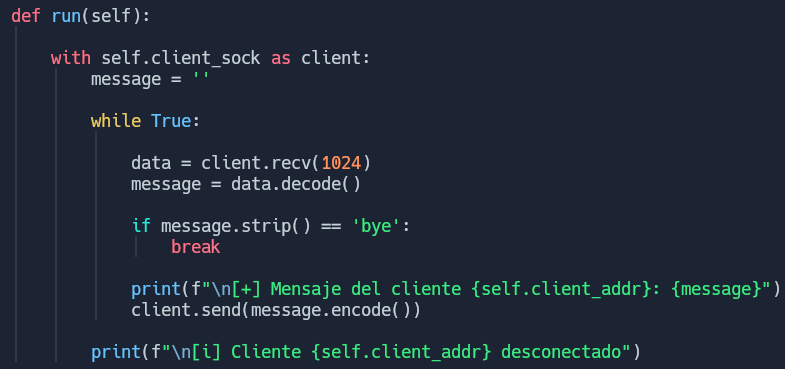 def run(self):
with self.client_sock as client:
message = ''
while True:
data = client.recv(1024)
message = data.decode()
if message.strip() == 'bye':
break
print(f"\n[+] Mensaje del cliente {self.client_addr}: {message}")
client.send(message.encode())
print(f"\n[i] Cliente {self.client_addr} desconectado")